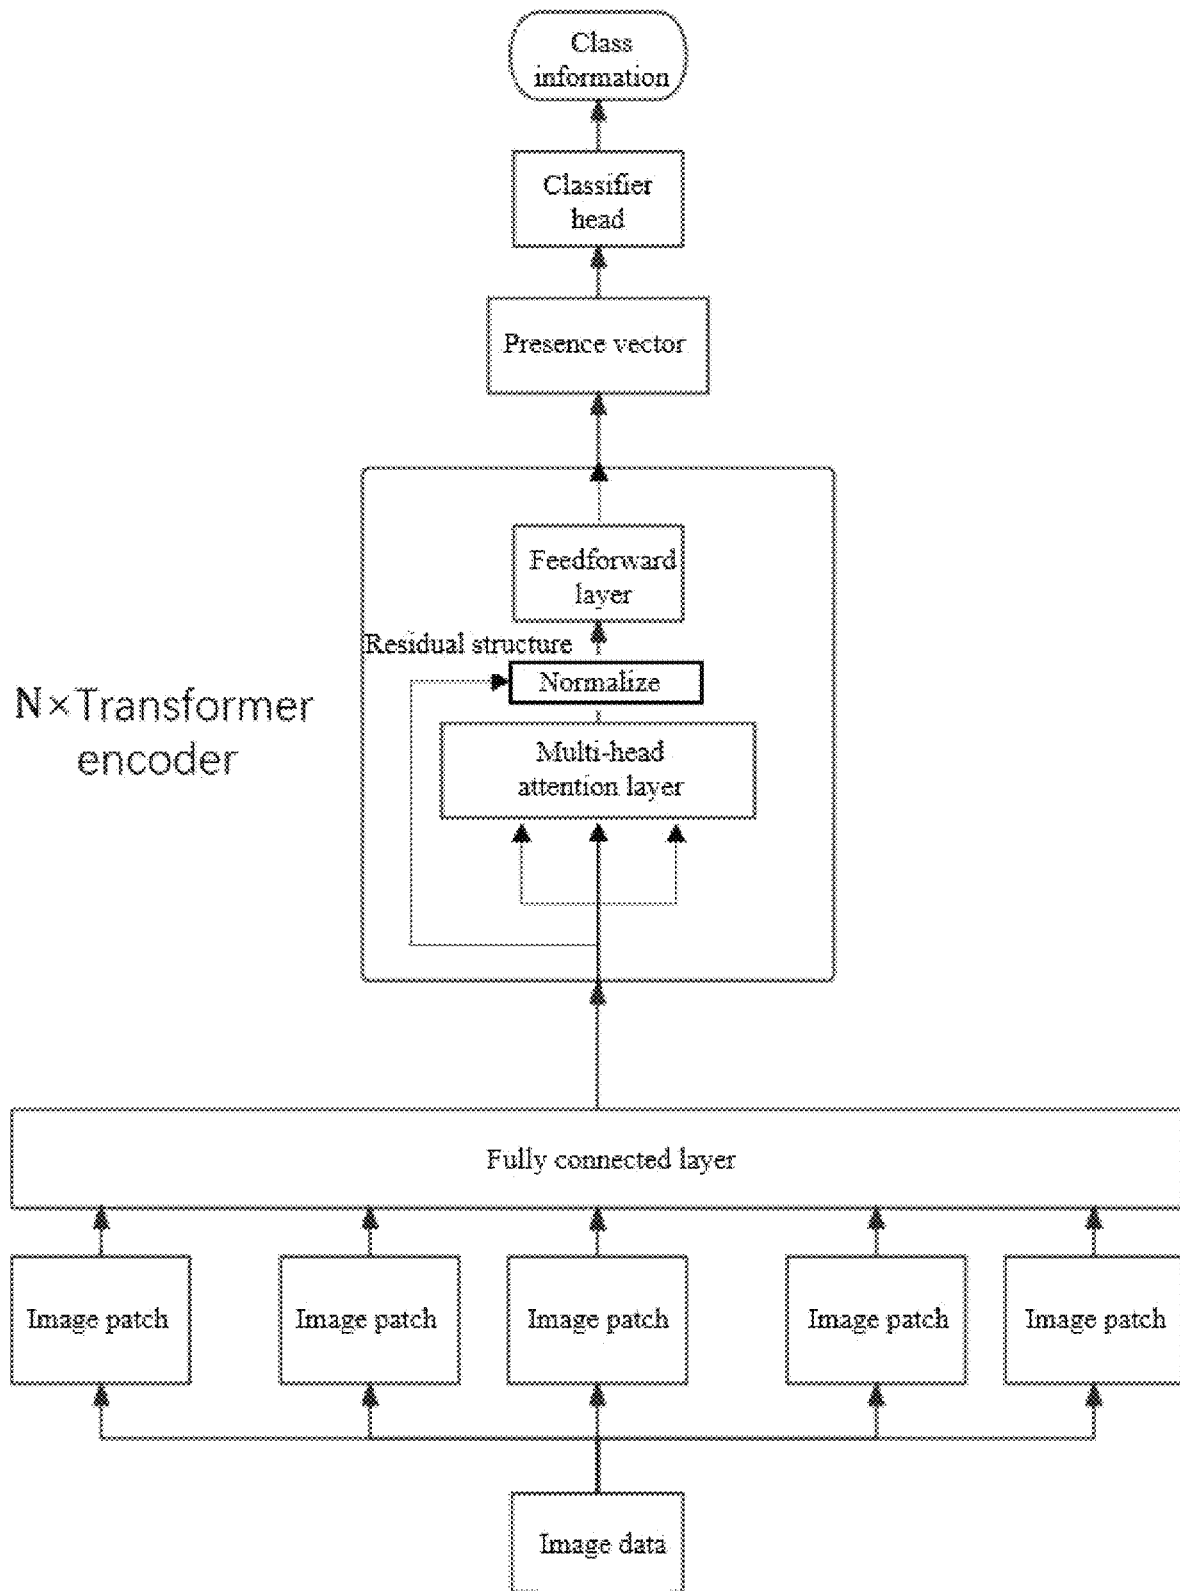 Class
information
Classifier
head
Presence vector
Feedforward
layer
Residual structure
Normalize
N×Transformer
encoder
Multi-head
attention layer
Fully connected layer
Image patch
Image patch
Image patch
Image patch
Image patch
Image data